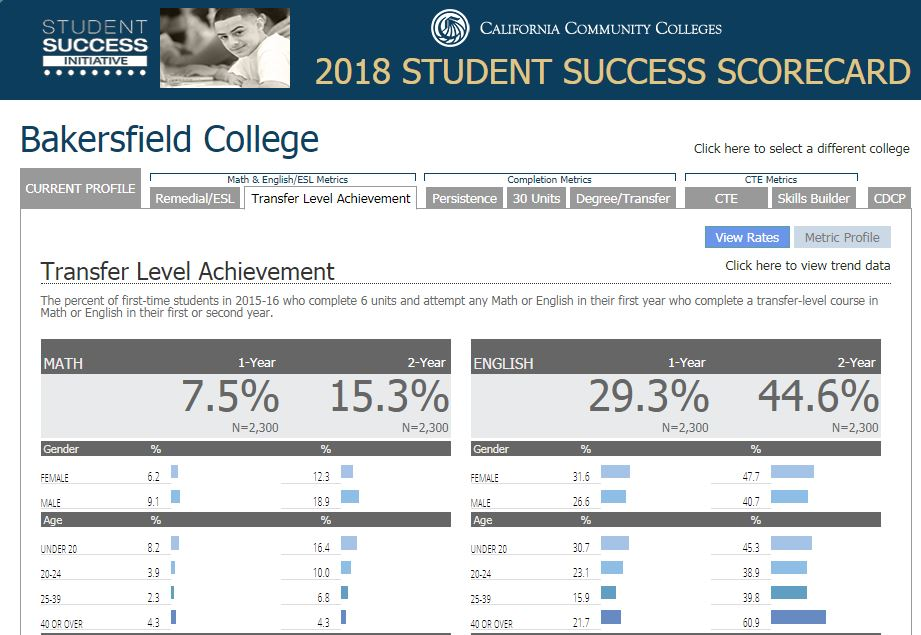 STUDENT
SUCCESS
INITIATIVE
CALIFORNIA COMMUNITY COLLEGES
2018 STUDENT SUCCESS SCORECARD
Bakersfield College
Click here to select a different college
CURRENT PROFILE
Math & English/ESL Metrics
Completion Metrics
CTE Metrics
Remedial/ESL
Transfer Level Achievement
Persistence
30 Units
Degree/Transfer
CTE
Skills Builder
CDCP
View Rates
Metric Profile
Transfer Level Achievement
Click here to view trend data
The percent of first-time students in 2015-16 who complete 6 units and attempt any Math or English in their first year who complete a transfer-level course in
Math or English in their first or second year.
MATH 1-Year 2-Year
7.5% 15.3%
N=2,300 N=2,300
Gender % %
FEMALE 6.2 12.3
MALE 9.1 18.9
Age % %
UNDER 20 8.2 16.4
20-24 3.9 10.0
25-39 2.3 6.8
40 OR OVER 4.3 4.3
ENGLISH 1-Year 2-Year
29.3% 44.6%
N=2,300 N=2,300
Gender % %
FEMALE 31.6 47.7
MALE 26.6 40.7
Age % %
UNDER 20 30.7 45.3
20-24 23.1 38.9
25-39 15.9 39.8
40 OR OVER 21.7 60.9